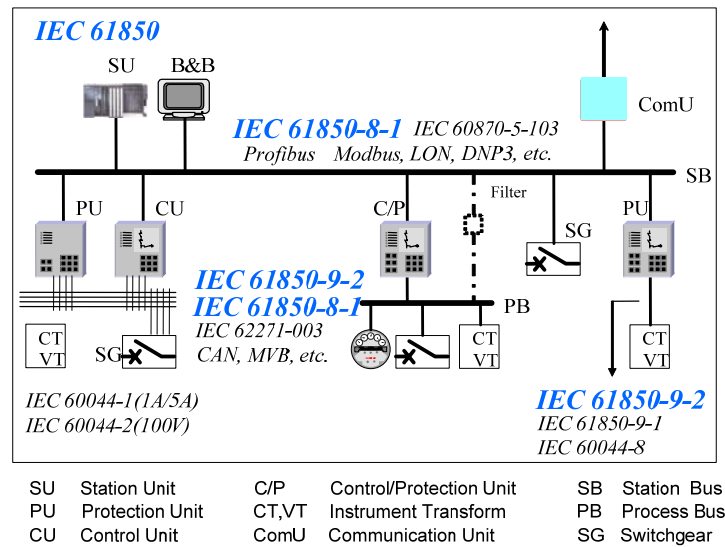 IEC 61850
SU
B&B
ComU
IEC 61850-8-1 IEC 60870-5-103
Profibus Modbus, LON, DNP3, etc.
SB
Filter
PU
CU
C/P
SG
PU
IEC 61850-9-2
IEC 61850-8-1
PB
IEC 62271-003
CAN, MVB, etc.
CT
VT
SG
CT
VT
CT
VT
IEC 60044-1(1A/5A)
IEC 60044-2(100V)
IEC 61850-9-2
IEC 61850-9-1
IEC 60044-8
SU Station Unit C/P Control/Protection Unit SB Station Bus
PU Protection Unit CT,VT Instrument Transform PB Process Bus
CU Control Unit ComU Communication Unit SG Switchgear